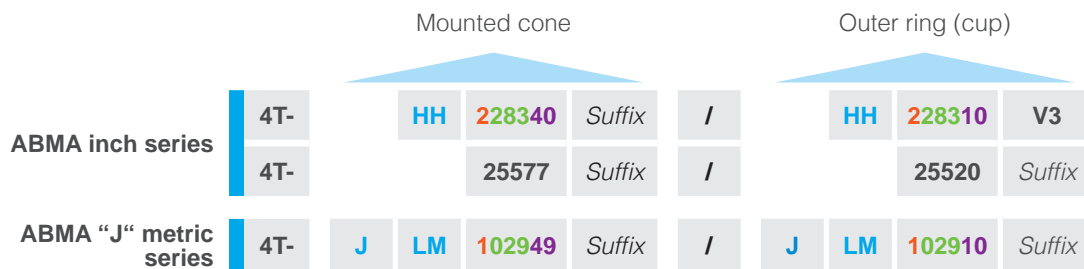 Mounted cone Outer ring (cup)
4T- HH 228340 Suffix / HH 228310 V3
ABMA inch series
4T- 25577 Suffix / 25520 Suffix
ABMA “J“ metric series 4T- J LM 102949 Suffix / J LM 102910 Suffix